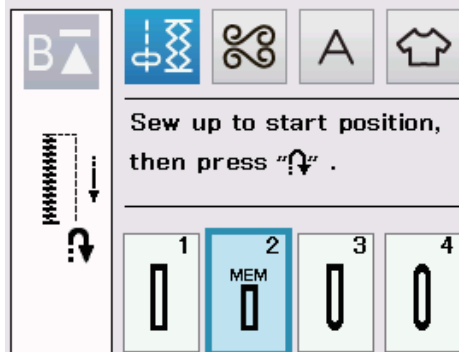 B
A
Sew up to start position,
then press “ ” .
1
2
3
4
MEM